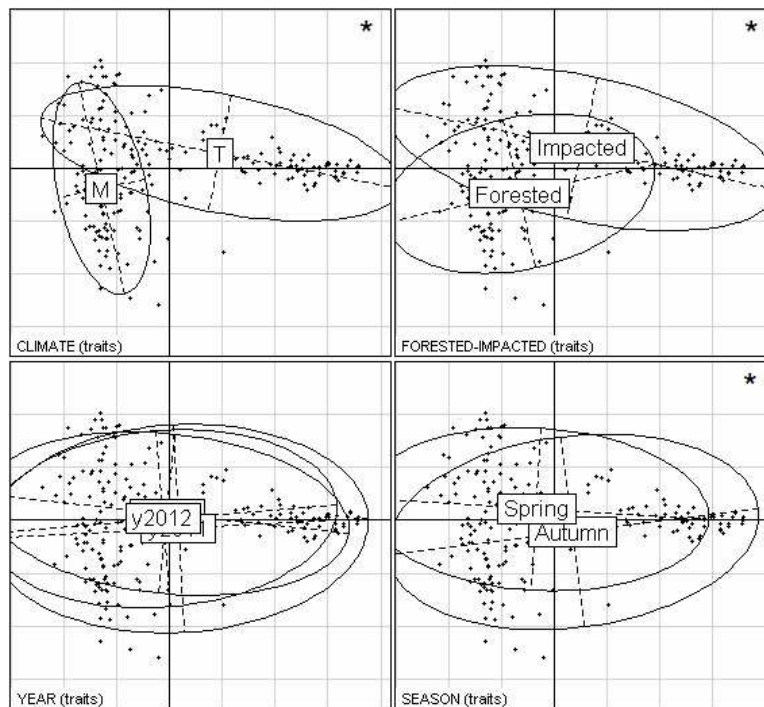 *
T
M
CLIMATE (traits)
*
Impacted
Forested
FORESTED-IMPACTED (traits)
y2012
YEAR (traits)
*
Spring
Autumn
SEASON (traits)